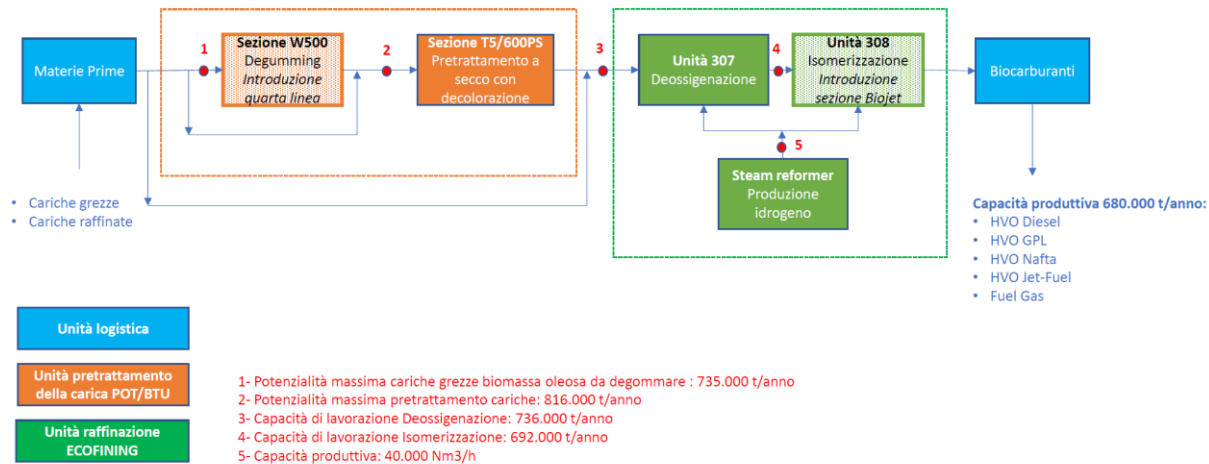 1
Sezione W500
Degumming
Introduzione
quarta linea
2
Sezione T5/600PS
Pretrattamento a
secco con
decolorazione
3
Unità 307
Deossigenazione
4
Unità 308
Isomerizzazione
Introduzione
sezione Biojet
Materie Prime
Biocarburanti
5
Steam reformer
Produzione
idrogeno
• Cariche grezze
• Cariche raffinate
Capacità produttiva 680.000 t/anno:
• HVO Diesel
• HVO GPL
• HVO Nafta
• HVO Jet-Fuel
• Fuel Gas
Unità logistica
Unità pretrattamento
della carica POT/BTU
Unità raffinazione
ECOFINING
1- Potenzialità massima cariche grezze biomassa oleosa da degommare : 735.000 t/anno
2- Potenzialità massima pretrattamento cariche: 816.000 t/anno
3- Capacità di lavorazione Deossigenazione: 736.000 t/anno
4- Capacità di lavorazione Isomerizzazione: 692.000 t/anno
5- Capacità produttiva: 40.000 Nm3/h